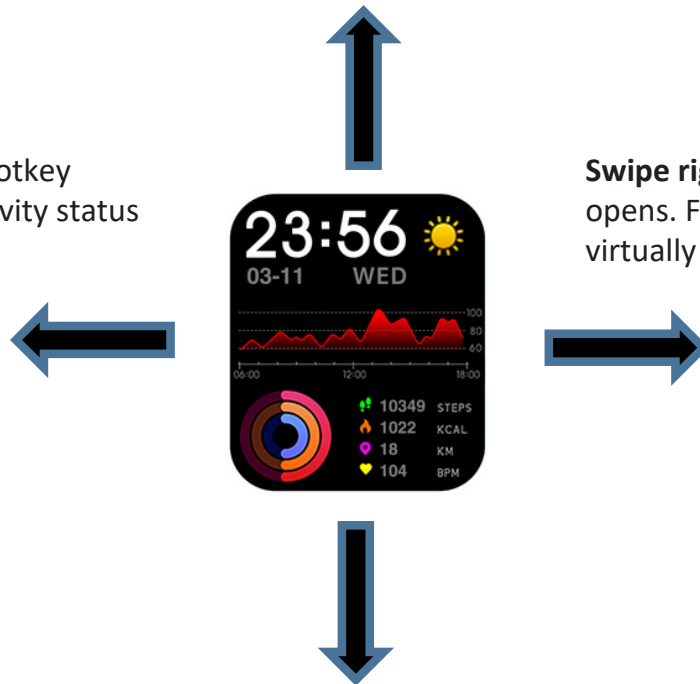 otkey
vity status
Swipe rig
opens. F
virtually
23:56
03-11 WED
100
80
60
06:00 12:00 18:00
10349 STEPS
1022 KCAL
18 KM
104 BPM